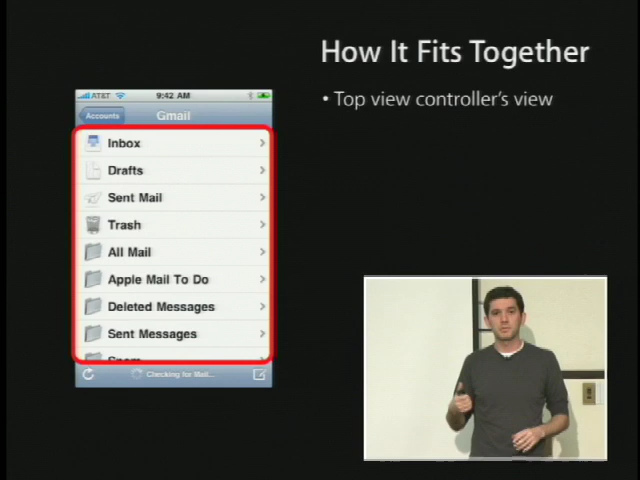 How It Fits Together
• Top view controller's view
AT&T 9:42 AM
Accounts Gmail
Inbox
Drafts
Sent Mail
Trash
All Mail
Apple Mail To Do
Deleted Messages
Sent Messages
Spam
Checking for Mail...